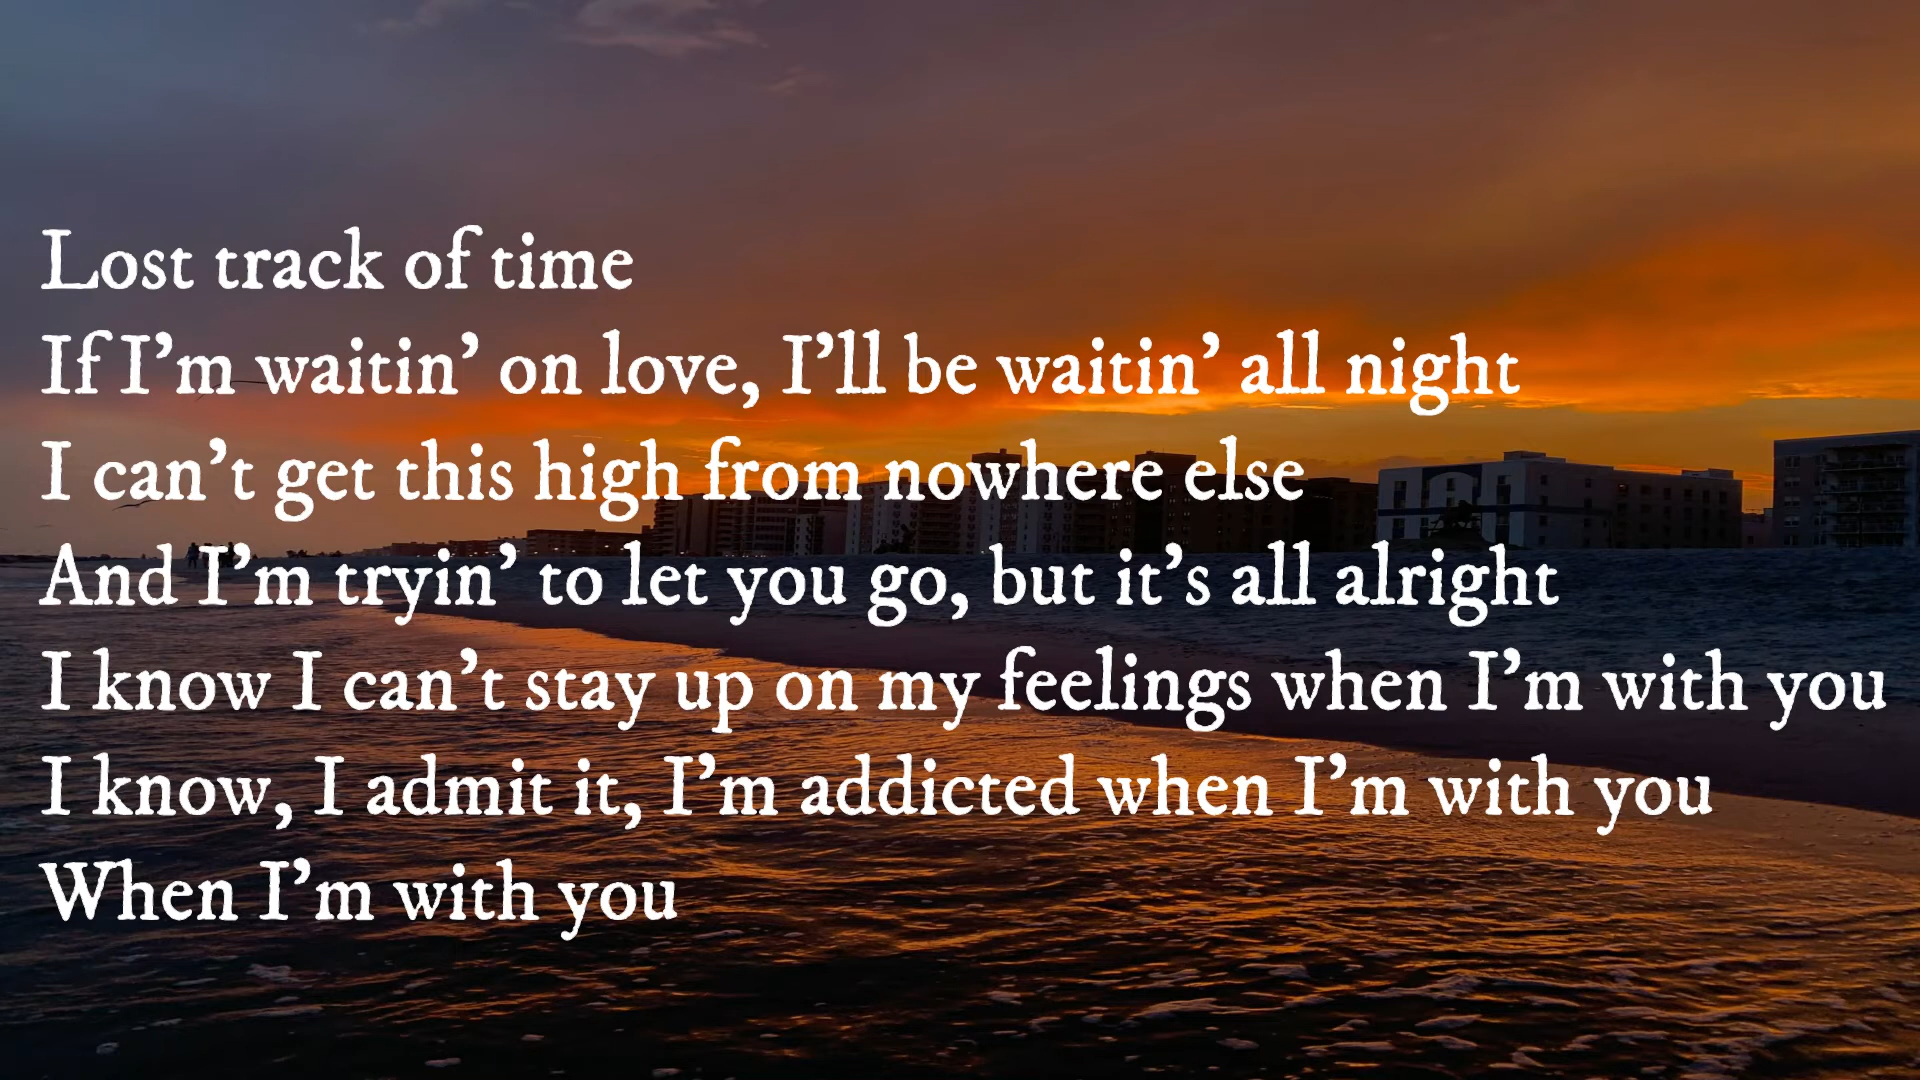 Lost track of time
If I'm waitin' on love, I'll be waitin' all night
I can't get this high from nowhere else
And I'm tryin' to let you go, but it's all alright
I know I can't stay up on my feelings when I'm with you
I know, I admit it, I'm addicted when I'm with you
When I'm with you